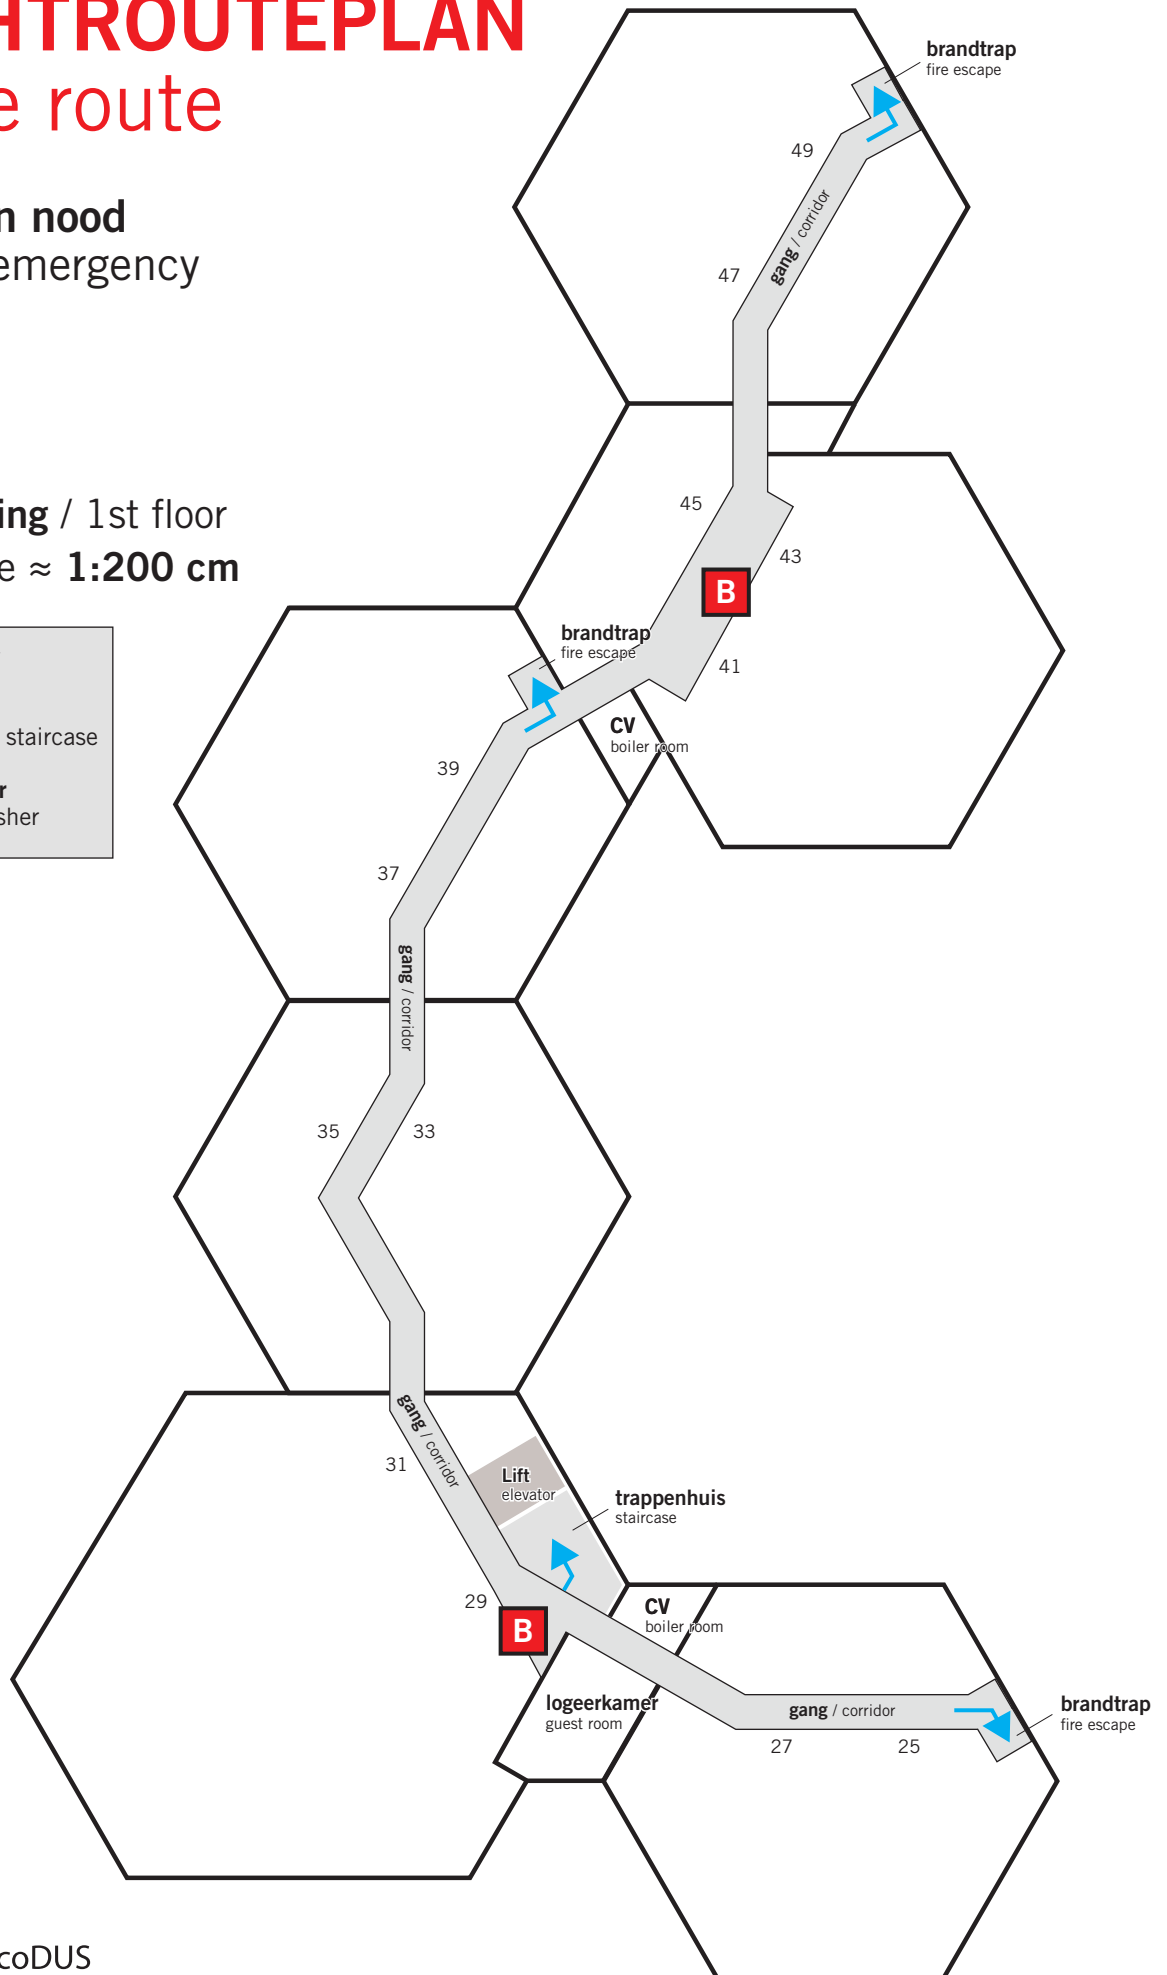 HTROUTEPLAN
e route
n nood
emergency
ing / 1st floor
e ≈ 1:200 cm
staircase
r
sher
brandtrap
fire escape
49
gang / corridor
47
45
43
B
brandtrap
fire escape
41
CV
boiler room
39
37
gang / corridor
35
33
gang / corridor
31
Lift
elevator
trappenhuis
staircase
29
B
CV
boiler room
logeerkamer
guest room
gang / corridor
brandtrap
fire escape
27
25
coDUS